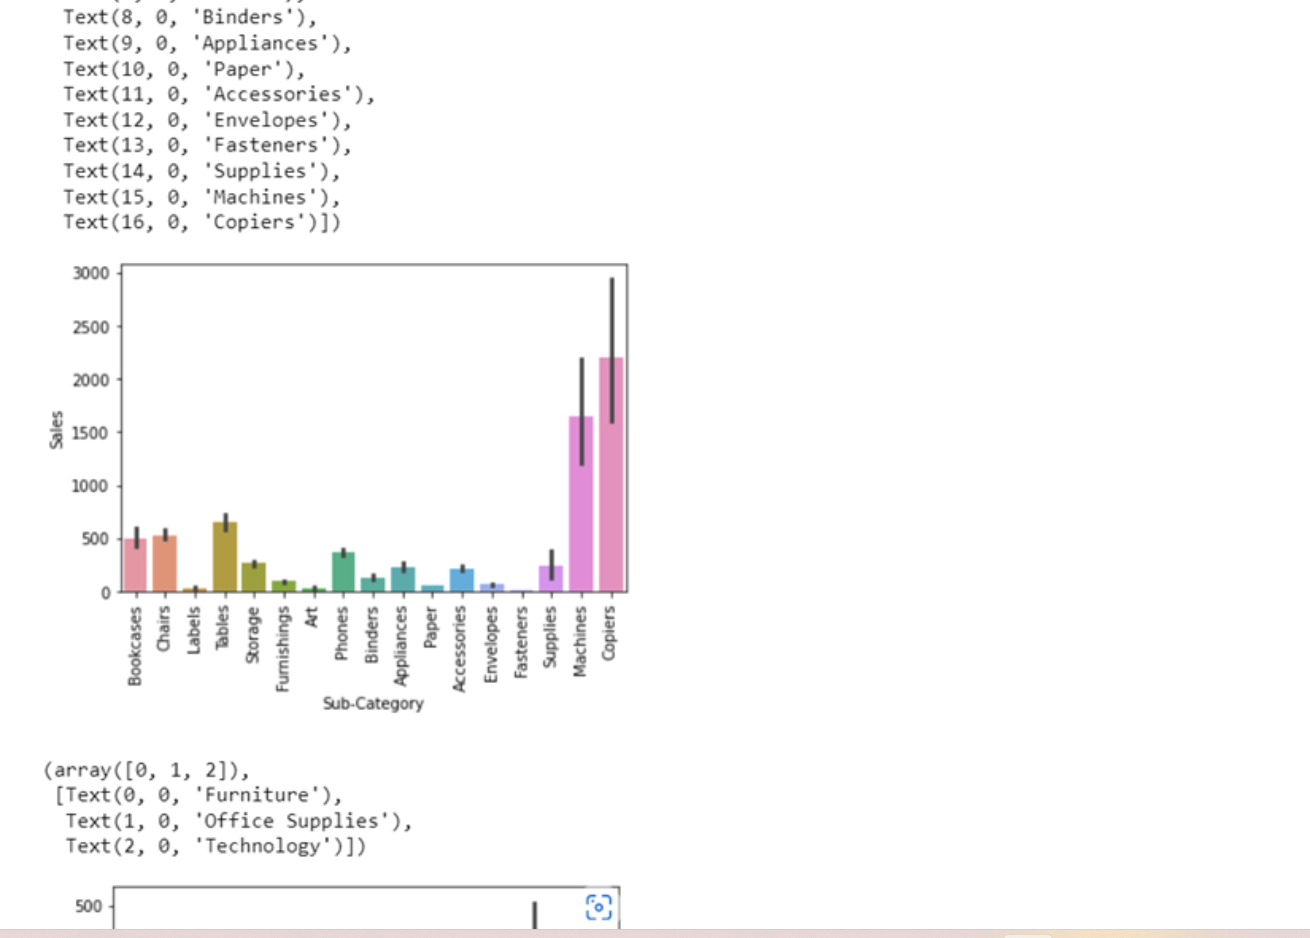 Text(8, 0, 'Binders'),
Text(9, 0, 'Appliances'),
Text(10, 0, 'Paper'),
Text(11, 0, 'Accessories'),
Text(12, 0, 'Envelopes'),
Text(13, 0, 'Fasteners'),
Text(14, 0, 'Supplies'),
Text(15, 0, 'Machines'),
Text(16, 0, 'Copiers')])
3000
2500
2000
1500
1000
500
0
Sales
Bookcases
Chairs
Labels
Tables
Storage
Furnishings
Art
Phones
Binders
Appliances
Paper
Accessories
Envelopes
Fasteners
Supplies
Machines
Copiers
Sub-Category
(array([0, 1, 2]),
[Text(0, 0, 'Furniture'),
Text(1, 0, 'Office Supplies'),
Text(2, 0, 'Technology')])
500